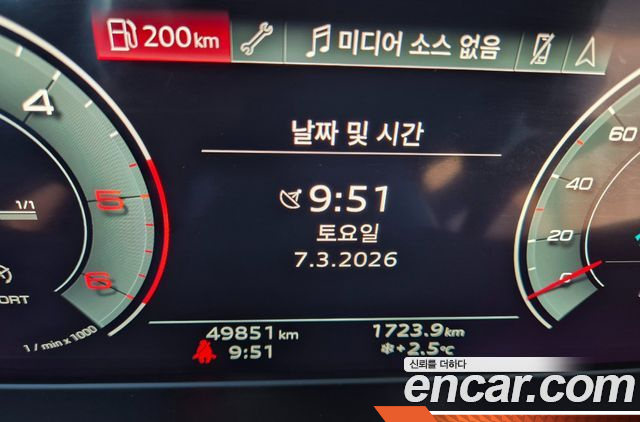 200 km
미디어 소스 없음
날짜 및 시간
9:51
토요일
7.3.2026
4
5
6
1/1
1 / min x 1000
60
40
20
0
49851 km
9:51
1723.9 km
+2.5°C
신뢰를 더하다
encar.com